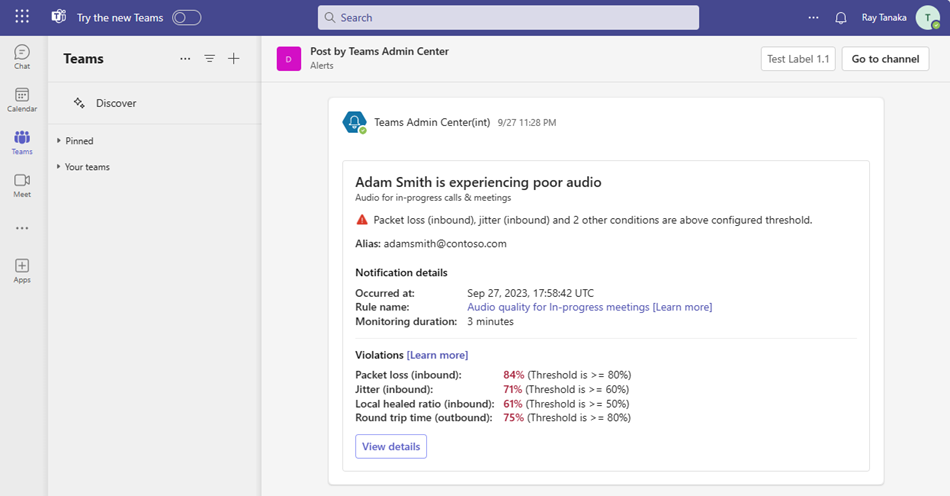 Try the new Teams
Search
Ray Tanaka
T
Chat
Calendar
Teams
Meet
Apps
Teams
Discover
Pinned
Your teams
D
Post by Teams Admin Center
Alerts
Test Label 1.1
Go to channel
Teams Admin Center(int) 9/27 11:28 PM
Adam Smith is experiencing poor audio
Audio for in-progress calls & meetings
Packet loss (inbound), jitter (inbound) and 2 other conditions are above configured threshold.
Alias: adamsmith@contoso.com
Notification details
Occurred at: Sep 27, 2023, 17:58:42 UTC
Rule name: Audio quality for In-progress meetings [Learn more]
Monitoring duration: 3 minutes
Violations [Learn more]
Packet loss (inbound): 84% (Threshold is >= 80%)
Jitter (inbound): 71% (Threshold is >= 60%)
Local healed ratio (inbound): 61% (Threshold is >= 50%)
Round trip time (outbound): 75% (Threshold is >= 80%)
View details